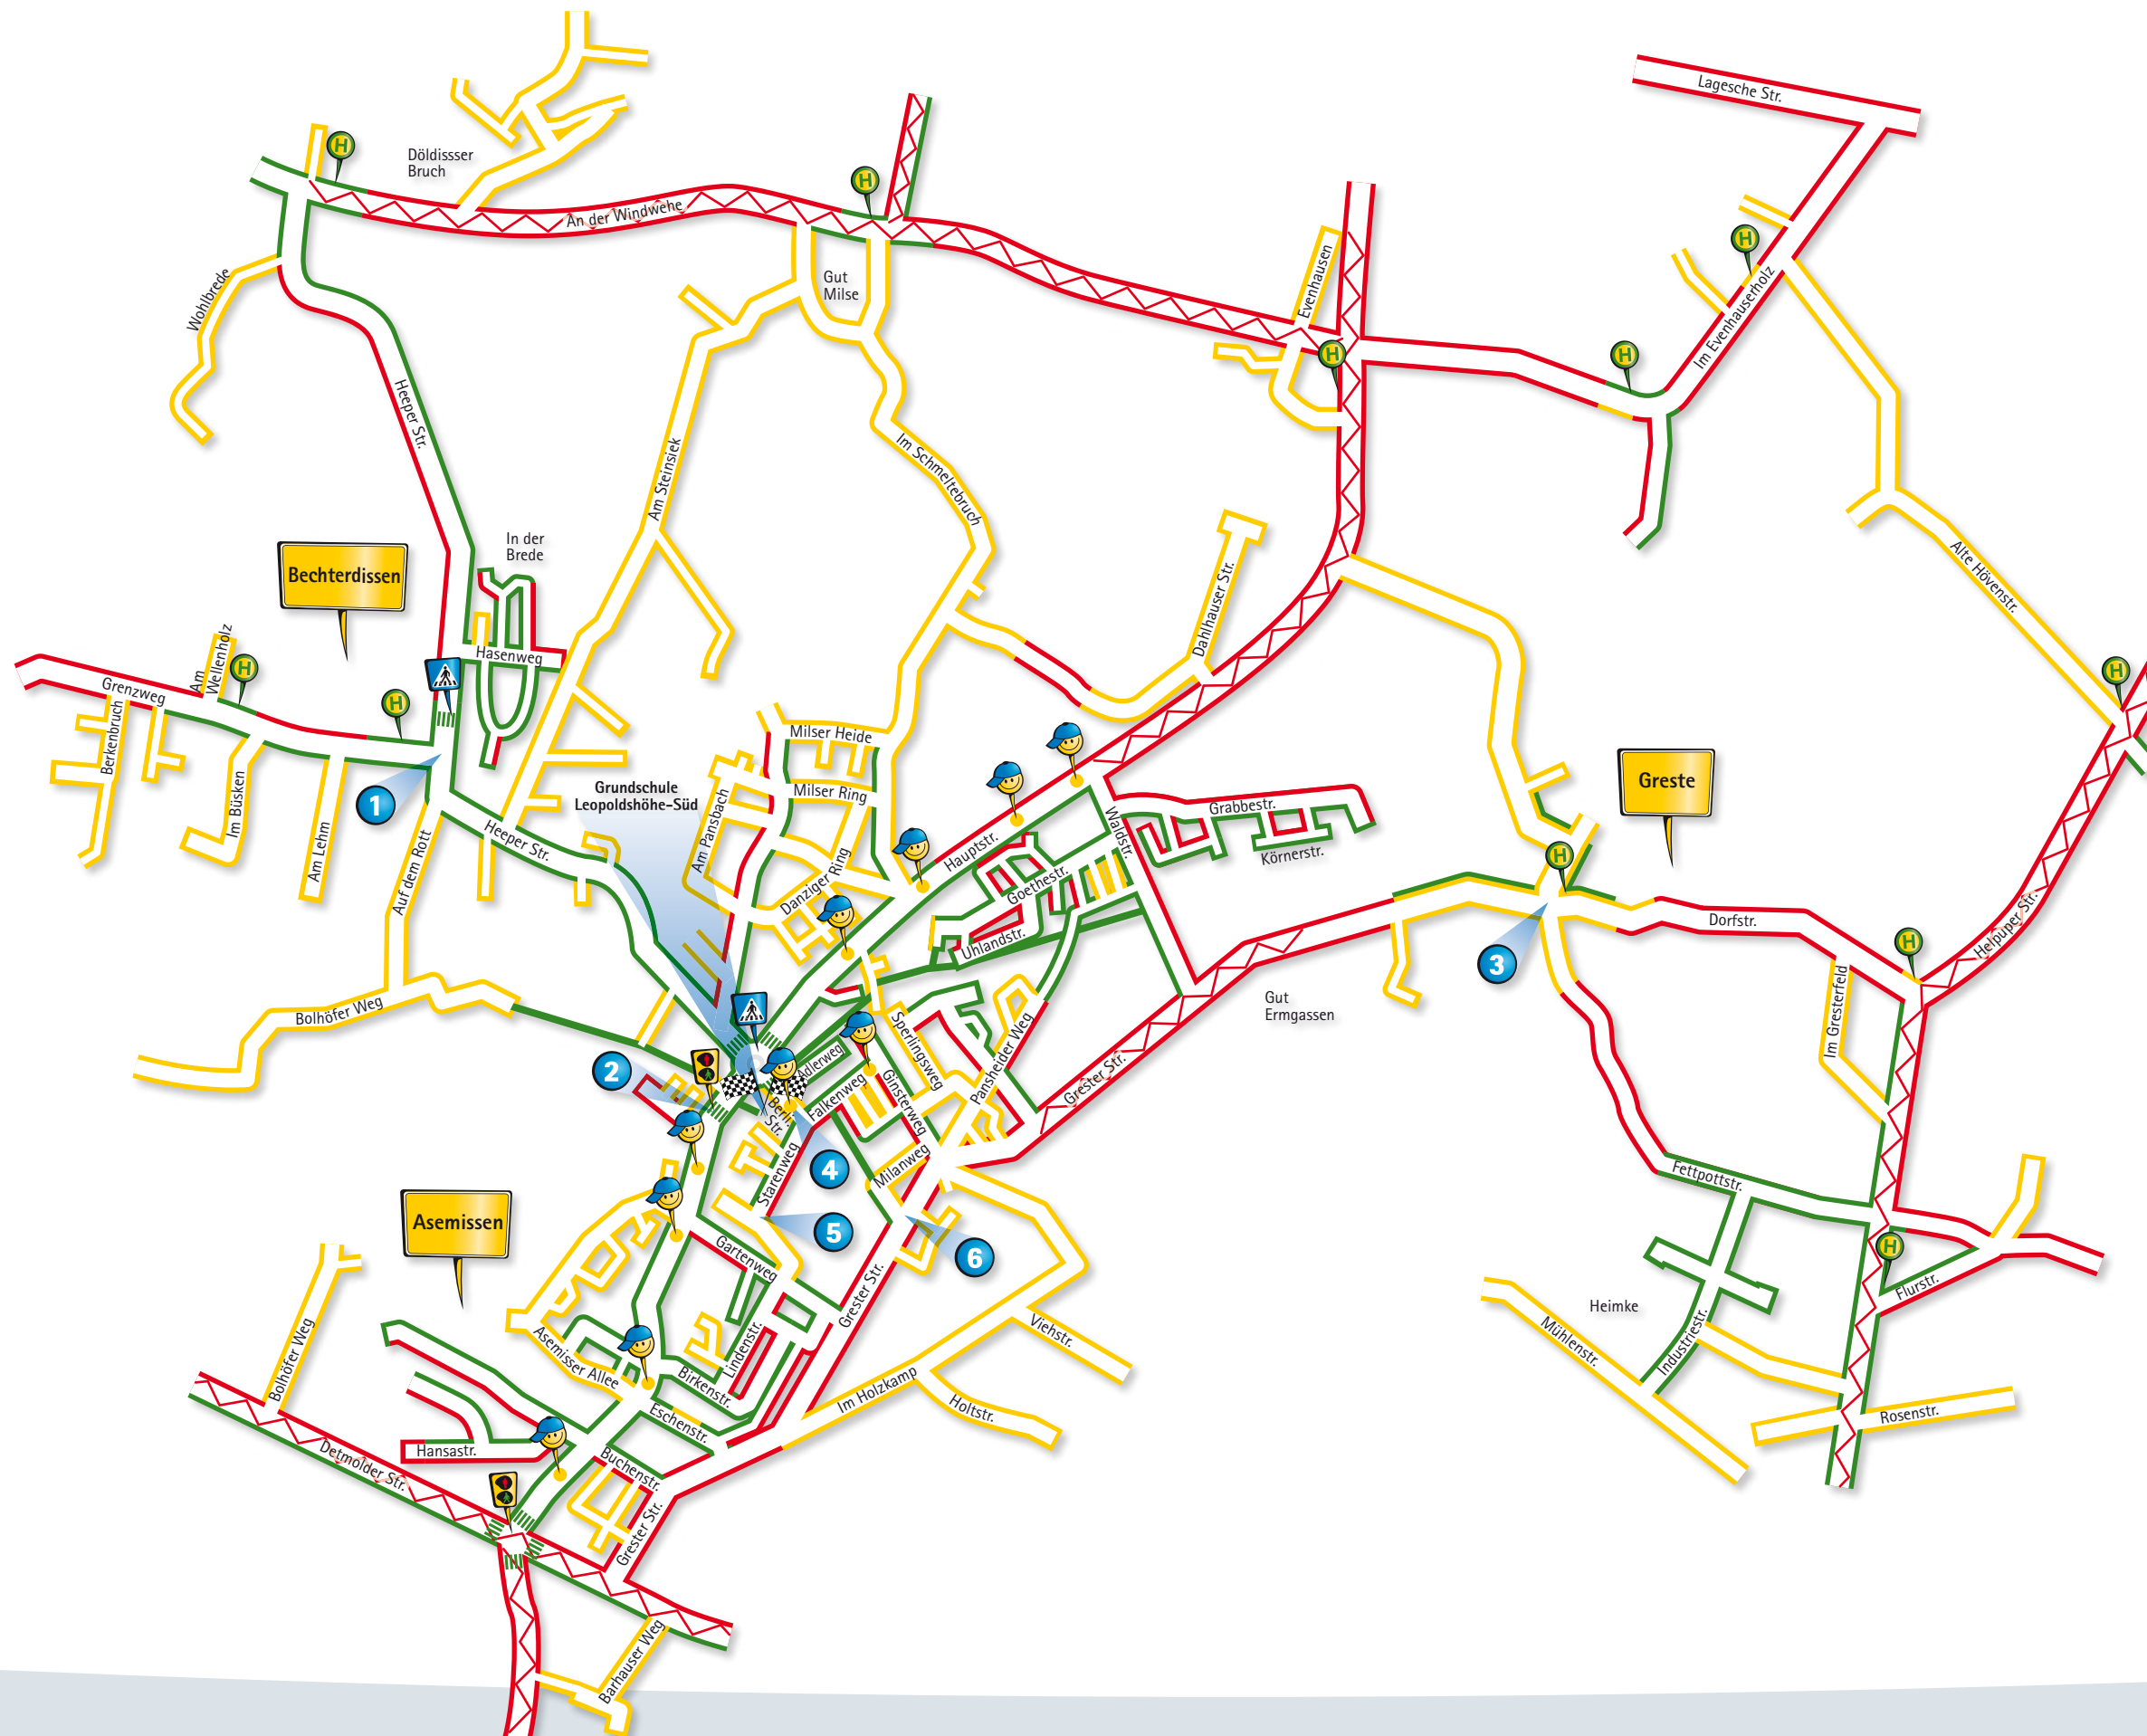 Lagesche Str.
Döldissser
Bruch
H
H
An der Windwehe
H
Wohlbrede
Gut
Milse
Evenhausen
H
H
Im Evenhauserholz
Heeper Str.
Am Steinsiek
Im Schmeltebruch
In der
Brede
Bechterdissen
Dahlhauser Str.
Alte Hövenstr.
Hasenweg
Am
Wellenholz
H
H
Grenzweg
H
Berkenbruch
Milser Heide
Milser Ring
Grundschule
Leopoldshöhe-Süd
Greste
1
Im Büsken
Am Lehm
Auf dem Rott
Heeper Str.
Am Pansbach
Danziger Ring
Hauptstr.
Waldstr.
Grabbestr.
Körnerstr.
Goethestr.
Uhlandstr.
H
Dorfstr.
3
H
Helpuper Str.
Im Gresterfeld
Bolhöfer Weg
Gut
Ermgassen
Sperlingsweg
Pansheider Weg
Grester Str.
2
Adlerweg
Falkenweg
Ginsterweg
Berl.
Str.
4
Milanweg
Starenweg
5
6
Fettpottstr.
Asemissen
Gartenweg
Grester Str.
H
Flurstr.
Heimke
Mühlenstr.
Industriestr.
Viehstr.
Bolhöfer Weg
Asemisser Allee
Lindenstr.
Birkenstr.
Im Holzkamp
Holtstr.
Rosenstr.
Eschenstr.
Hansastr.
Detmolder Str.
Buchenstr.
Grester Str.
Barhauser Weg